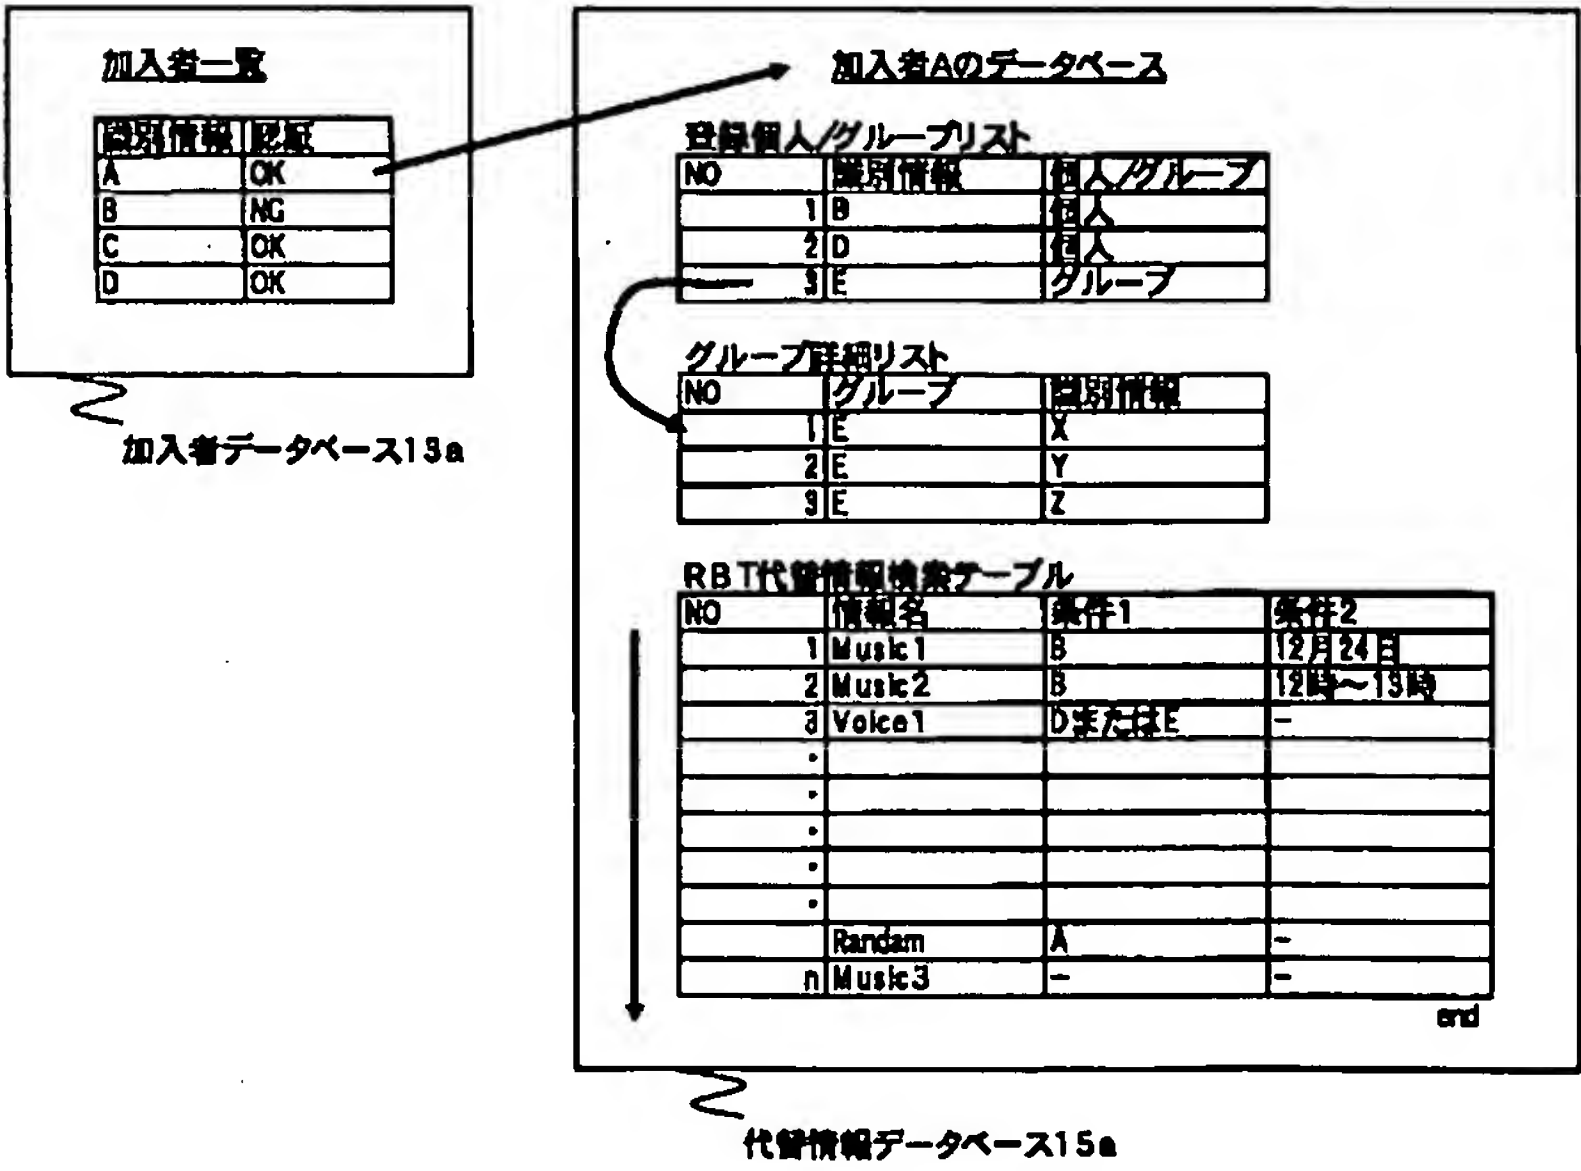 加入者一覧
識別情報 認証
A OK
B NG
C OK
D OK
加入者データベース13a
加入者Aのデータベース
登録個人/グループリスト
NO 識別情報 個人/グループ
1 B 個人
2 D 個人
3 E グループ
グループ詳細リスト
NO グループ 識別情報
1 E X
2 E Y
3 E Z
RBT代替情報検索テーブル
NO 情報名 条件1 条件2
1 Music1 B 12月24日
2 Music2 B 12時～13時
3 Voice1 DまたはE -
・
・
・
・
・
Randam A -
n Music3 - -
end
代替情報データベース15a